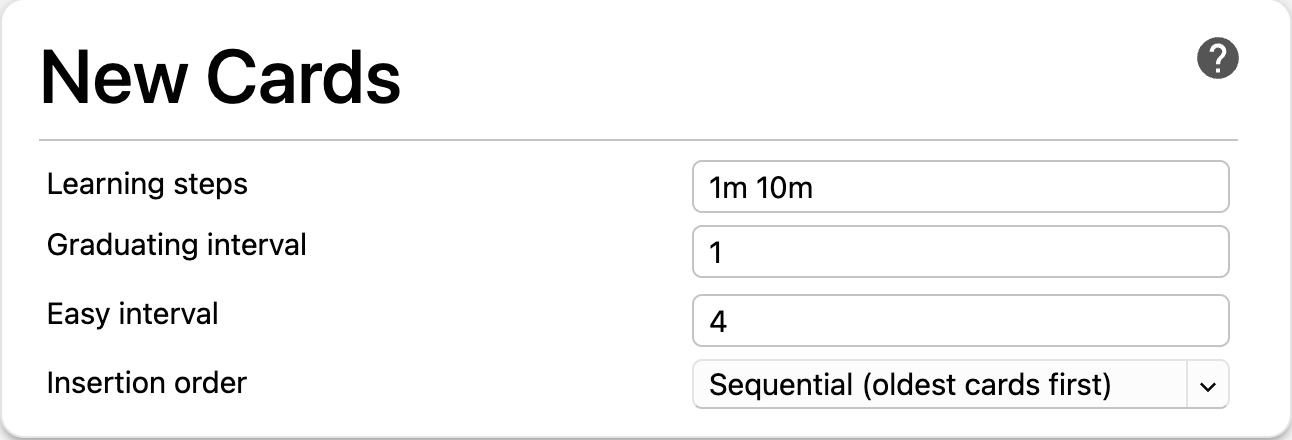 New Cards
?
Learning steps
1m 10m
Graduating interval
1
Easy interval
4
Insertion order
Sequential (oldest cards first)